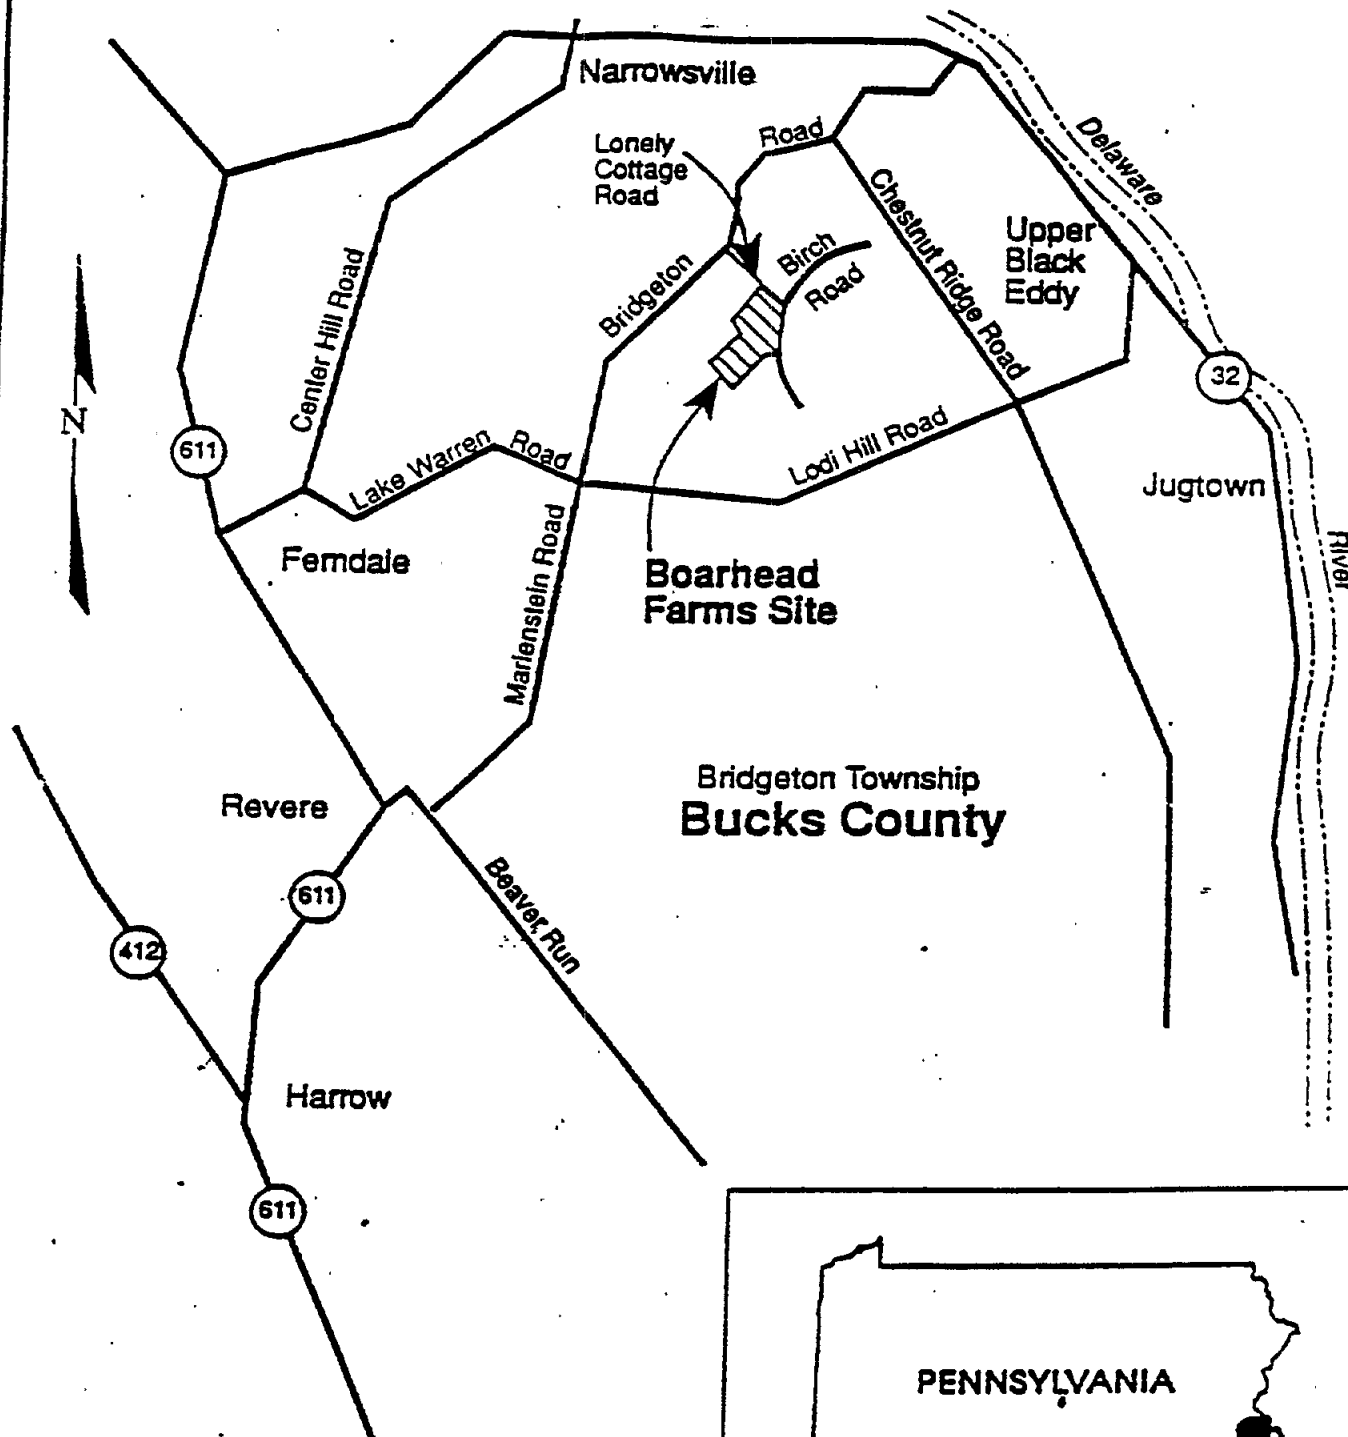 Narrowsville
Lonely
Cottage
Road
Road
Delaware
Chestnut Ridge Road
Upper
Black
Eddy
Birch
Road
Bridgeton
Center Hill Road
N
32
611
Lake Warren Road
Lodi Hill Road
Jugtown
River
Ferndale
Marienstein Road
Boarhead
Farms Site
Bridgeton Township
Bucks County
Revere
611
Beaver Run
412
Harrow
611
PENNSYLVANIA